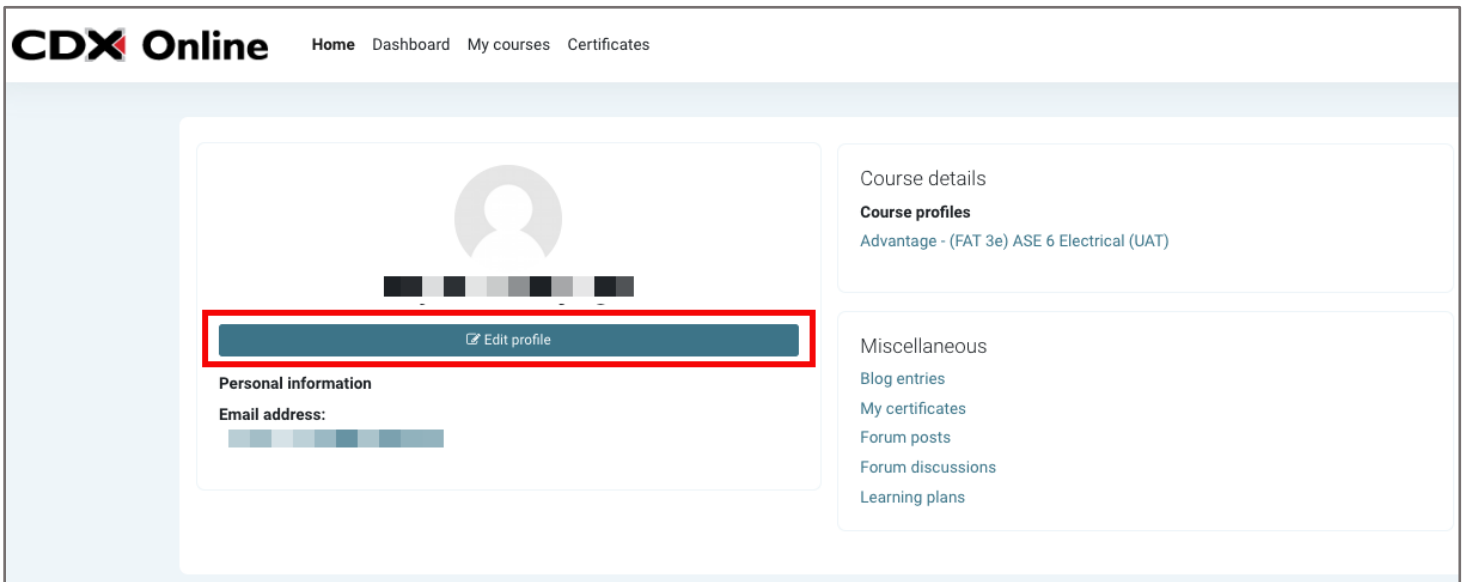 CDX Online
Home Dashboard My courses Certificates
Edit profile
Personal information
Email address:
Course details
Course profiles
Advantage - (FAT 3e) ASE 6 Electrical (UAT)
Miscellaneous
Blog entries
My certificates
Forum posts
Forum discussions
Learning plans